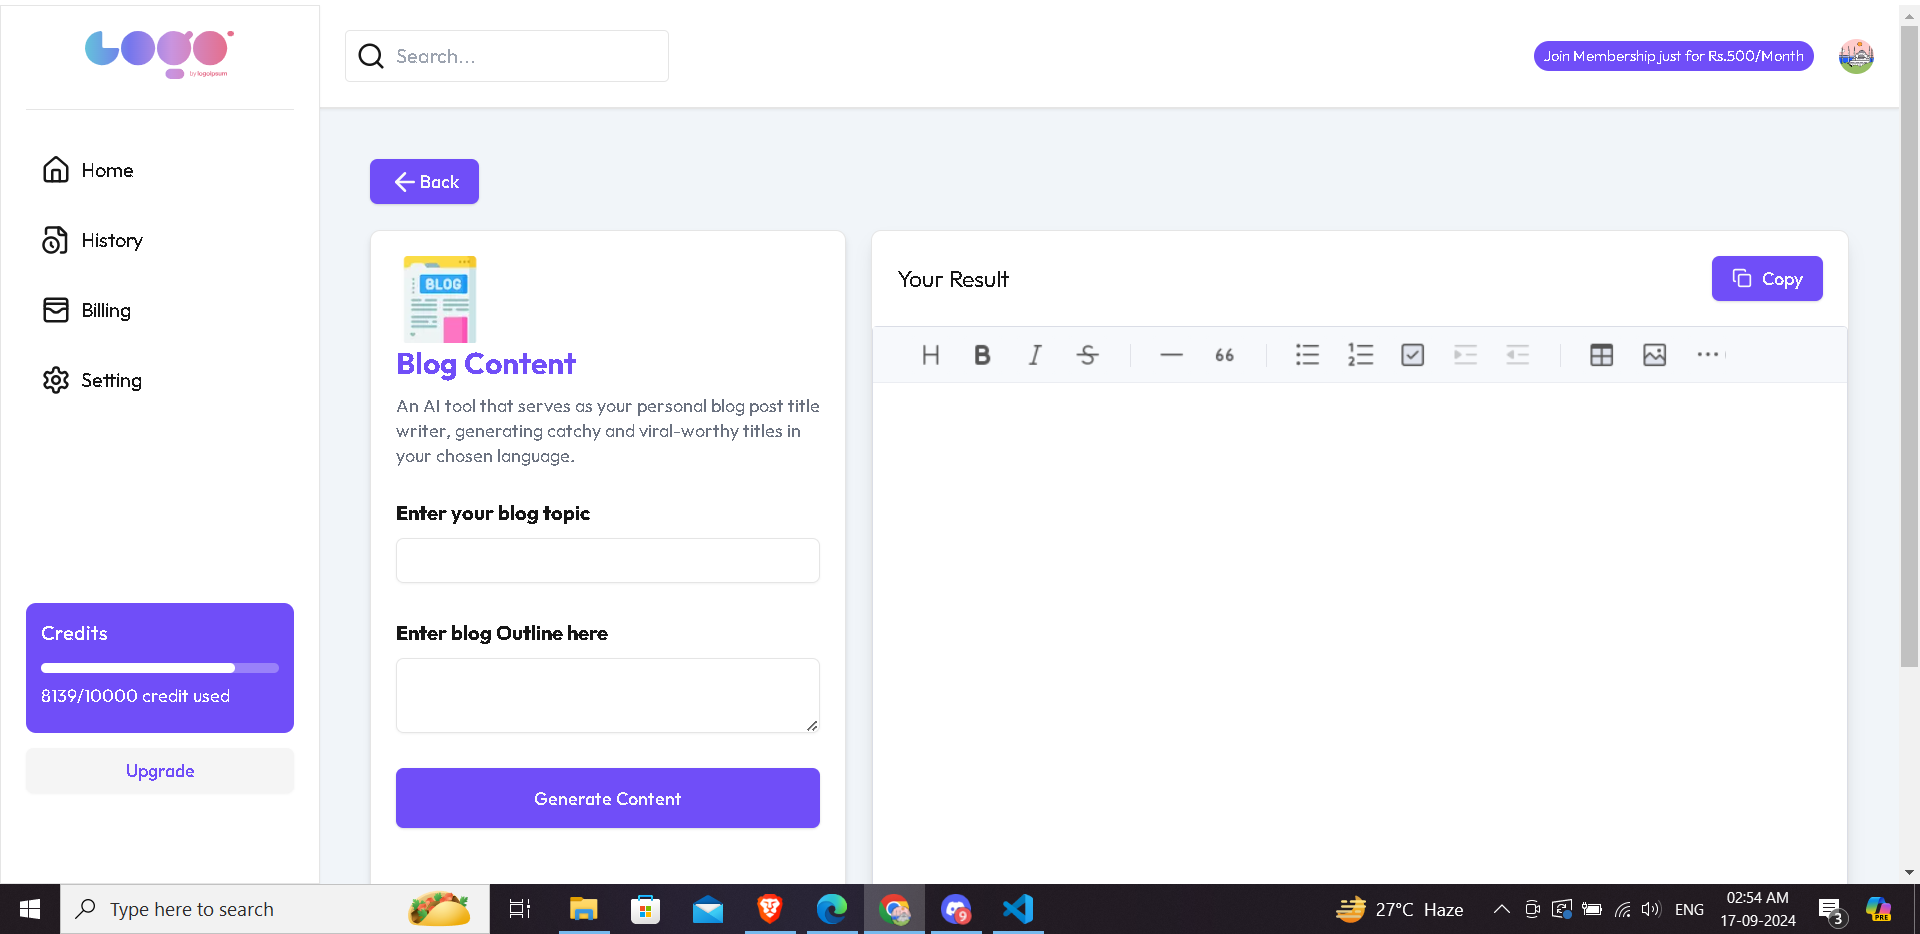 Logo
by logoipsum
Search...
Join Membership just for Rs.500/Month
Home
History
Billing
Setting
Credits
8139/10000 credit used
Upgrade
Back
BLOG
Blog Content
An AI tool that serves as your personal blog post title
writer, generating catchy and viral-worthy titles in
your chosen language.
Enter your blog topic
Enter blog Outline here
Generate Content
Your Result
Copy
Type here to search
9
27°C Haze
ENG
02:54 AM
17-09-2024
3
PRE